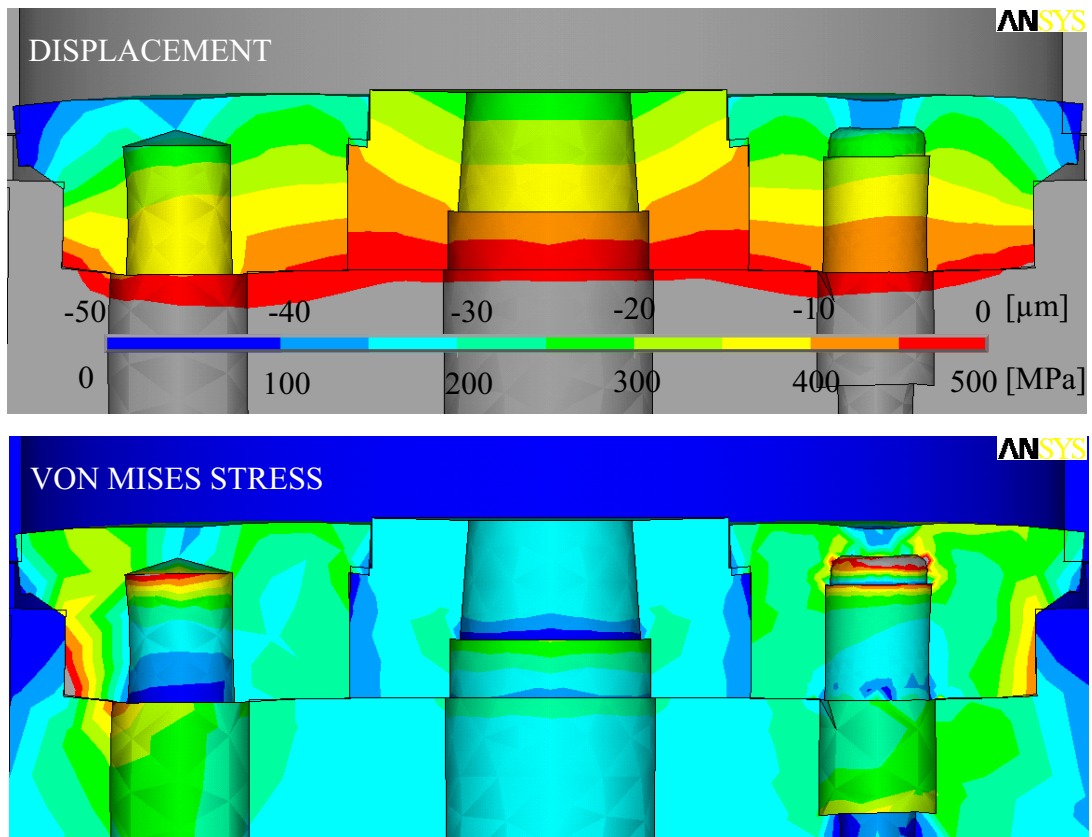 ANSYS
DISPLACEMENT
-50 -40 -30 -20 -10 0 [µm]
0 100 200 300 400 500 [MPa]
ANSYS
VON MISES STRESS